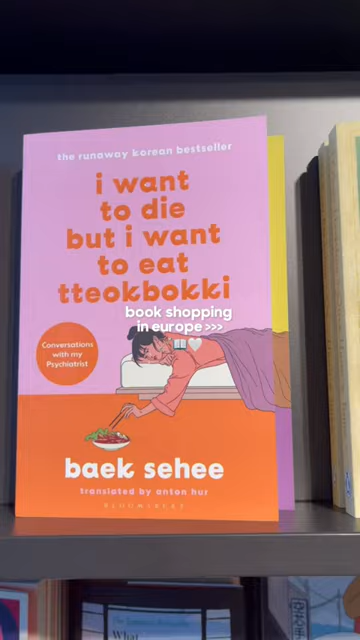 the runaway korean bestseller
i want
to die
but i want
to eat
tteokbokki
book shopping
in europe >>>
Conversations
with my
Psychiatrist
baek sehee
translated by anton hur
BLOOMSBURY
What